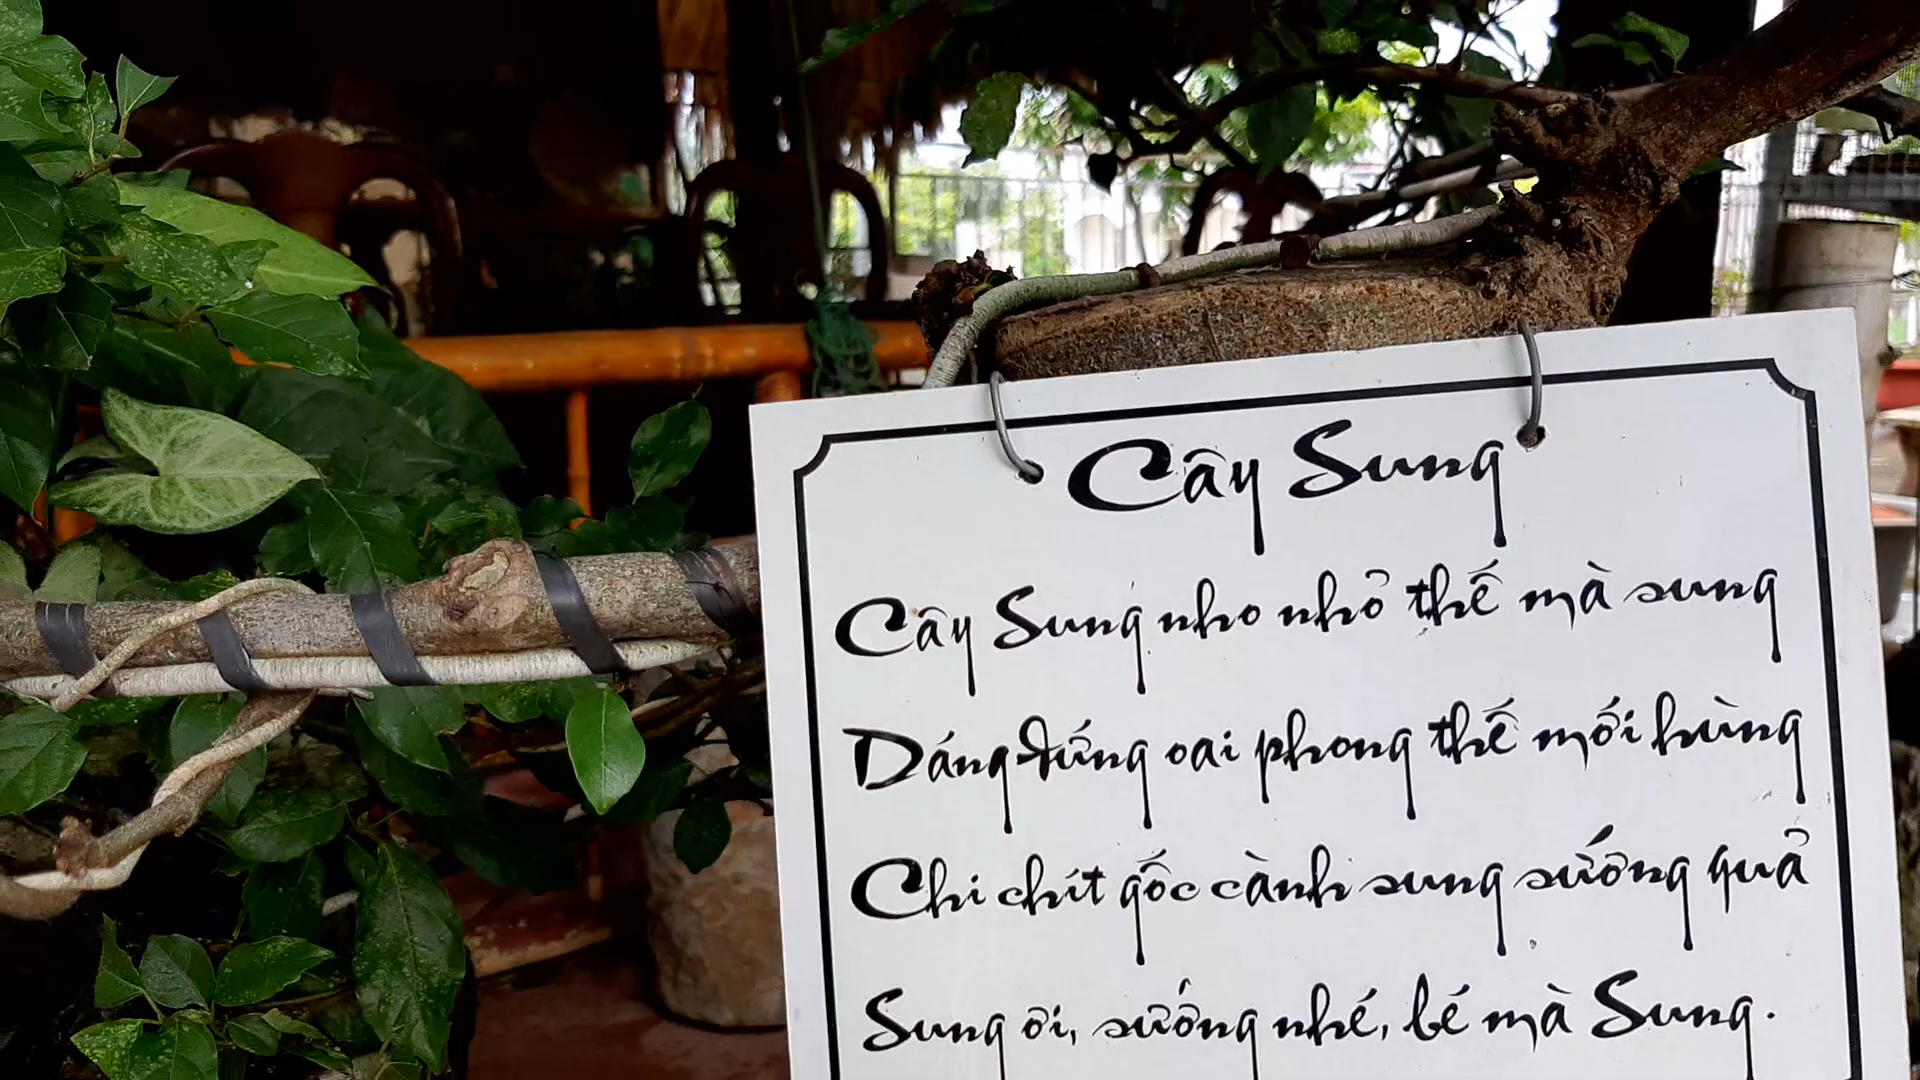 Cây Sung
Cây Sung nho nhỏ thế mà sung
Dáng đứng oai phong thế mới hùng
Chi chít gốc cành sung sướng quả
Sung ơi, sướng nhé, bé mà Sung.